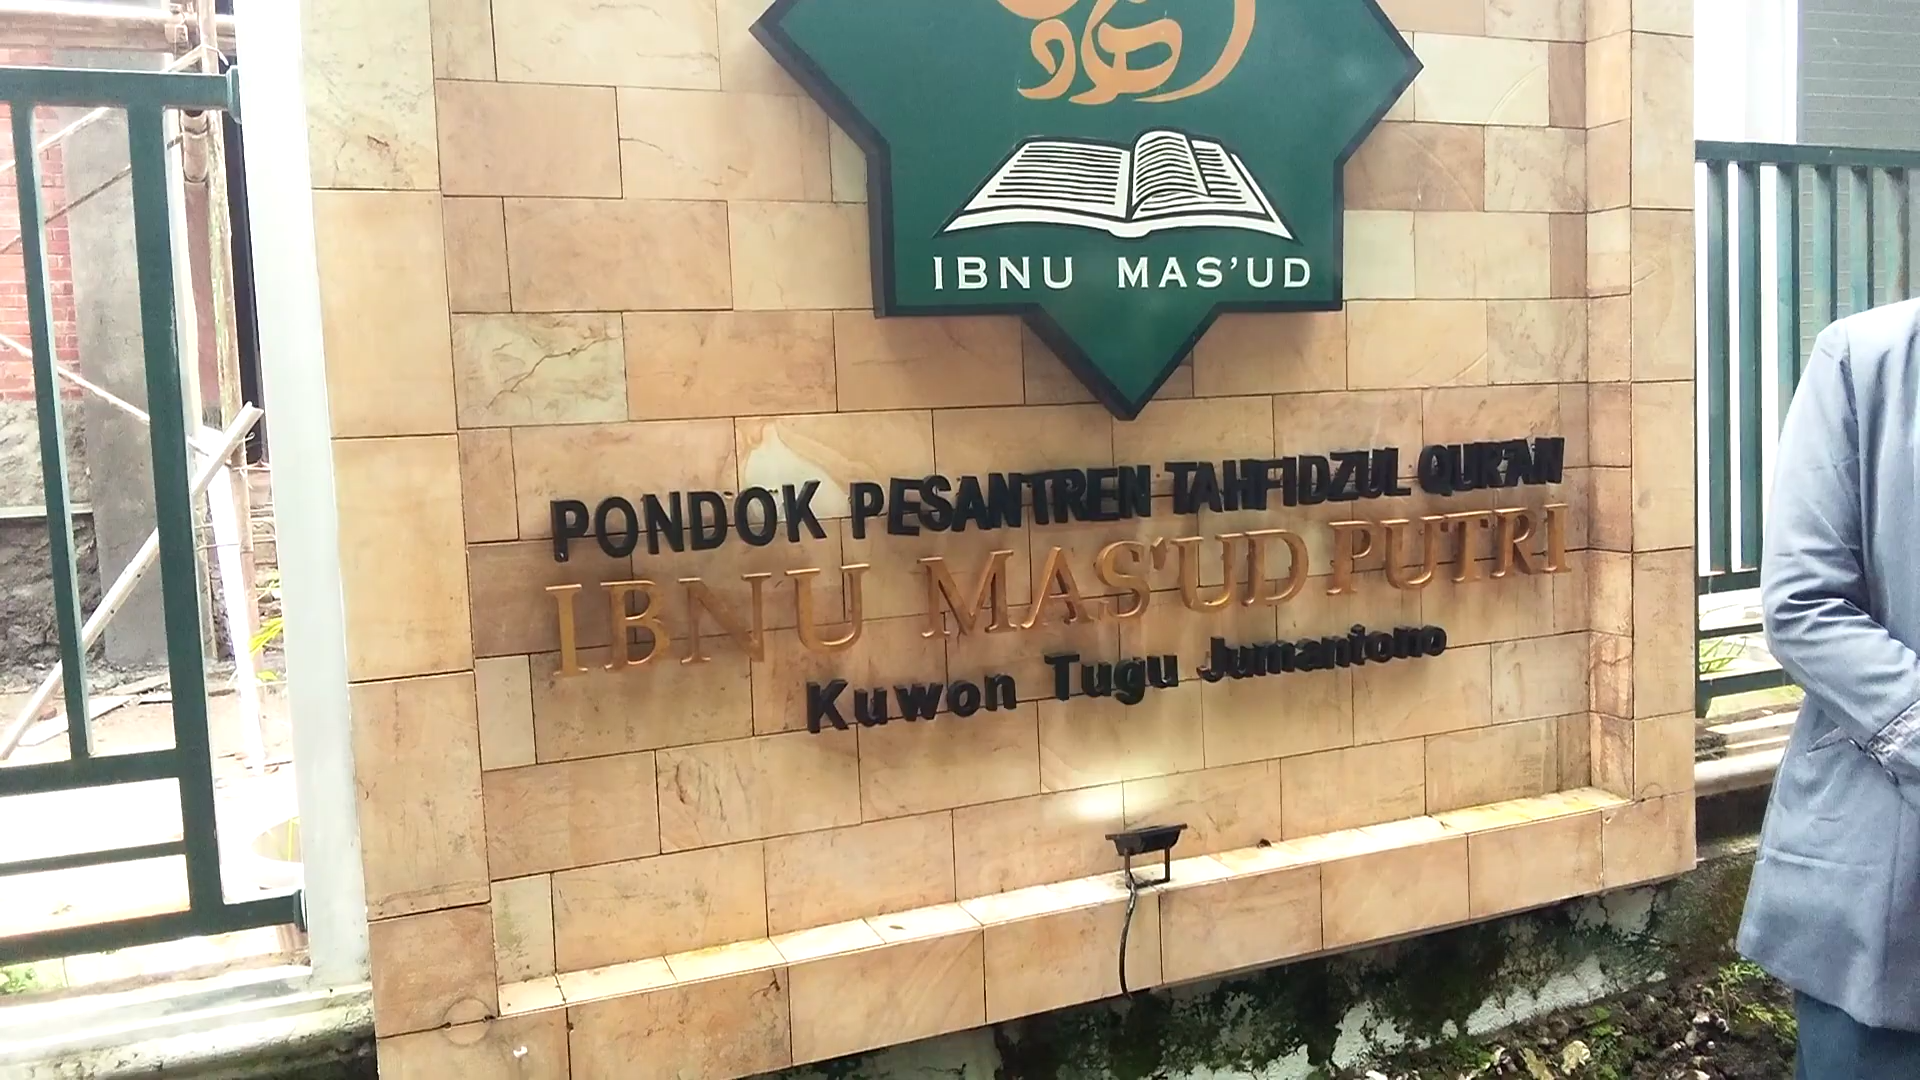 IBNU MAS'UD
PONDOK PESANTREN TAHFIDZUL QUR'AN
IBNU MAS'UD PUTRI
Kuwon Tugu Jumantono